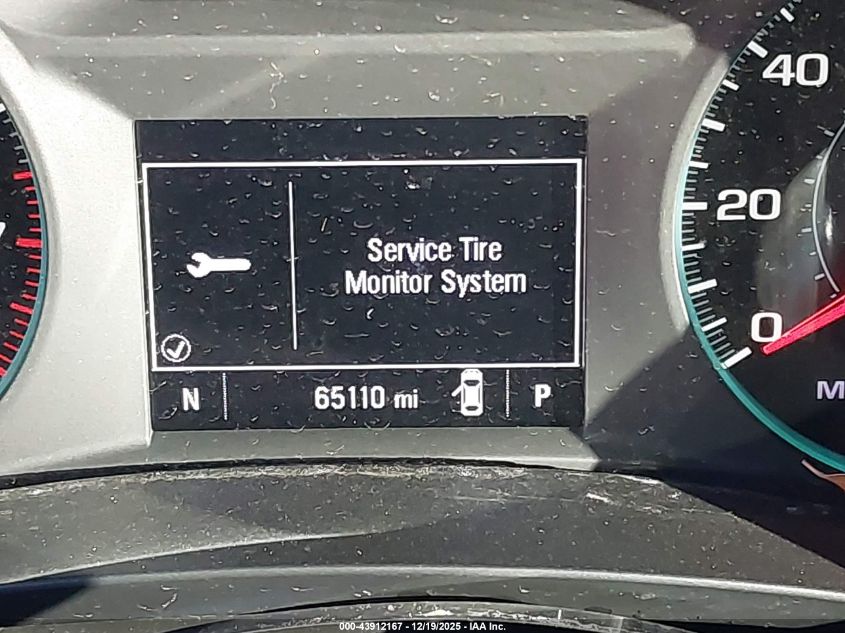 40
20
0
M
Service Tire
Monitor System
N 65110 mi P
000-43912167 - 12/19/2025 - IAA Inc.